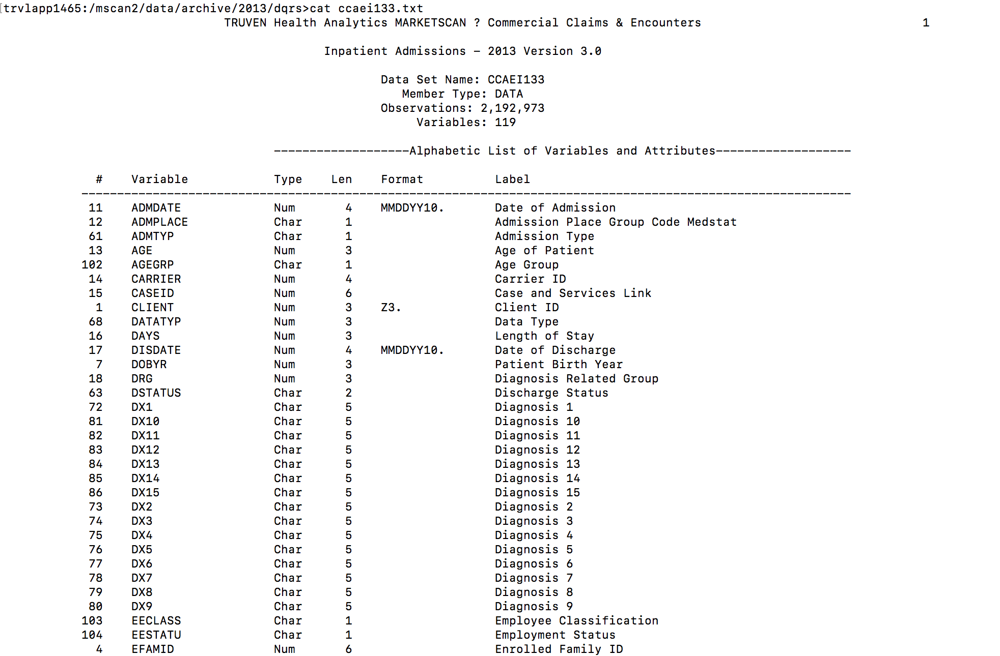 [trvlapp1465:/mscan2/data/archive/2013/dqrs>cat ccaei133.txt
TRUVEN Health Analytics MARKETSCAN ? Commercial Claims & Encounters 1
Inpatient Admissions - 2013 Version 3.0
Data Set Name: CCAEI133
Member Type: DATA
Observations: 2,192,973
Variables: 119
-------------------Alphabetic List of Variables and Attributes-------------------
# Variable Type Len Format Label
------------------------------------------------------------------------------------------------------------
11 ADMDATE Num 4 MMDDYY10. Date of Admission
12 ADMPLACE Char 1 Admission Place Group Code Medstat
61 ADMTYP Char 1 Admission Type
13 AGE Num 3 Age of Patient
102 AGEGRP Char 1 Age Group
14 CARRIER Num 4 Carrier ID
15 CASEID Num 6 Case and Services Link
1 CLIENT Num 3 Z3. Client ID
68 DATATYP Num 3 Data Type
16 DAYS Num 3 Length of Stay
17 DISDATE Num 4 MMDDYY10. Date of Discharge
7 DOBYR Num 3 Patient Birth Year
18 DRG Num 3 Diagnosis Related Group
63 DSTATUS Char 2 Discharge Status
72 DX1 Char 5 Diagnosis 1
81 DX10 Char 5 Diagnosis 10
82 DX11 Char 5 Diagnosis 11
83 DX12 Char 5 Diagnosis 12
84 DX13 Char 5 Diagnosis 13
85 DX14 Char 5 Diagnosis 14
86 DX15 Char 5 Diagnosis 15
73 DX2 Char 5 Diagnosis 2
74 DX3 Char 5 Diagnosis 3
75 DX4 Char 5 Diagnosis 4
76 DX5 Char 5 Diagnosis 5
77 DX6 Char 5 Diagnosis 6
78 DX7 Char 5 Diagnosis 7
79 DX8 Char 5 Diagnosis 8
80 DX9 Char 5 Diagnosis 9
103 EECLASS Char 1 Employee Classification
104 EESTATU Char 1 Employment Status
4 EFAMID Num 6 Enrolled Family ID